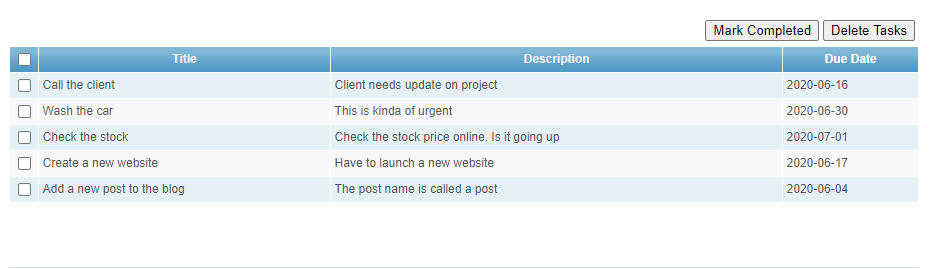 Mark Completed Delete Tasks
Title Description Due Date
Call the client Client needs update on project 2020-06-16
Wash the car This is kinda of urgent 2020-06-30
Check the stock Check the stock price online. Is it going up 2020-07-01
Create a new website Have to launch a new website 2020-06-17
Add a new post to the blog The post name is called a post 2020-06-04